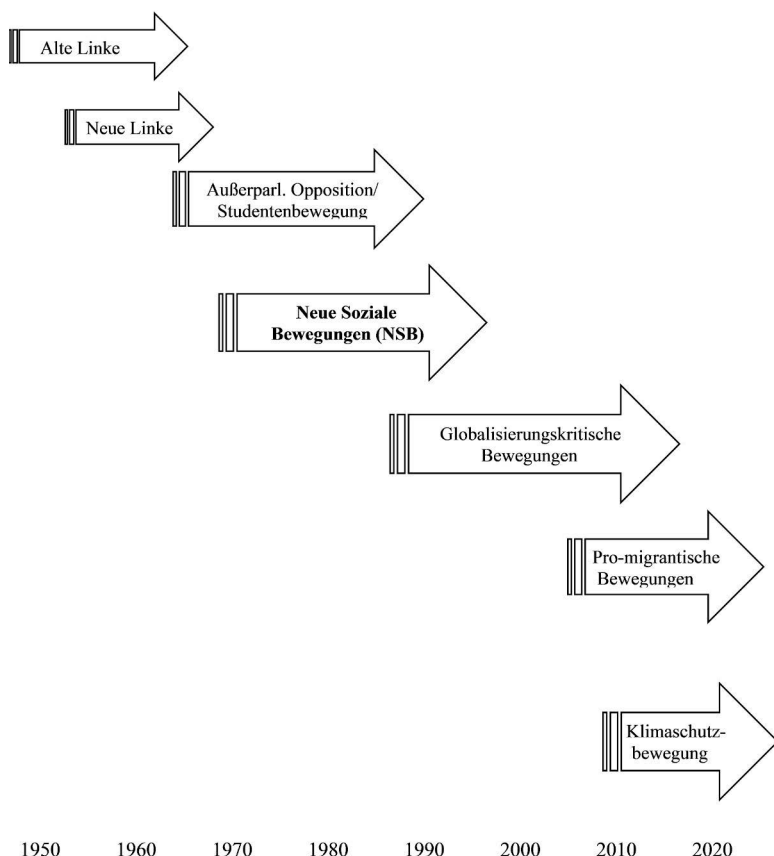 Alte Linke
Neue Linke
Außerparl. Opposition/
Studentenbewegung
Neue Soziale
Bewegungen (NSB)
Globalisierungskritische
Bewegungen
Pro-migrantische
Bewegungen
Klimaschutz-
bewegung
1950 1960 1970 1980 1990 2000 2010 2020